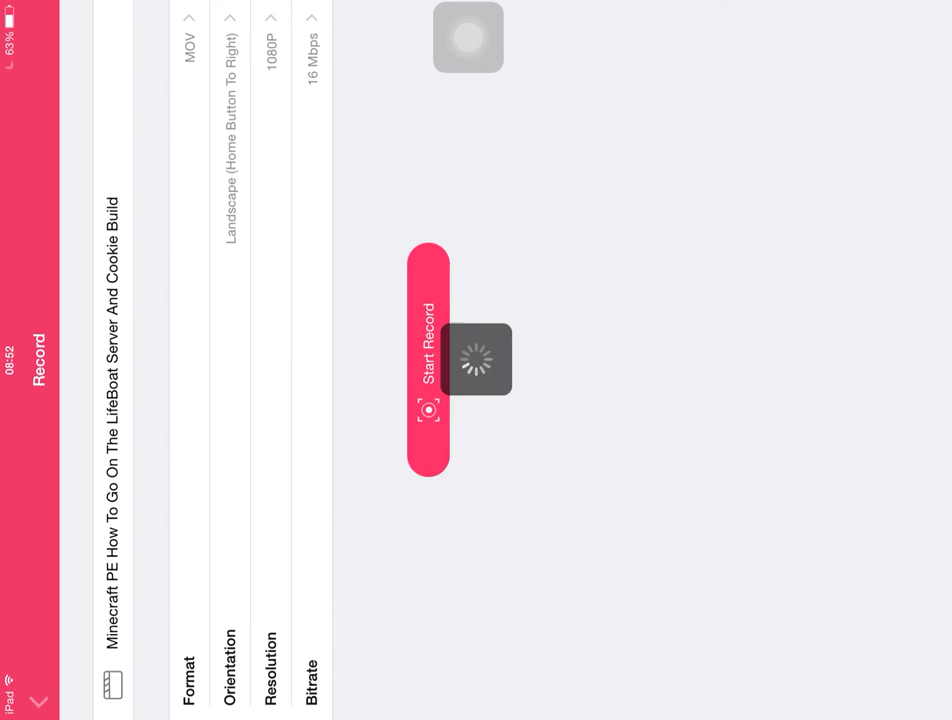 iPad 08:52 63%
Record
Minecraft PE How To Go On The LifeBoat Server And Cookie Build
Format MOV
Orientation Landscape (Home Button To Right)
Resolution 1080P
Bitrate 16 Mbps
Start Record